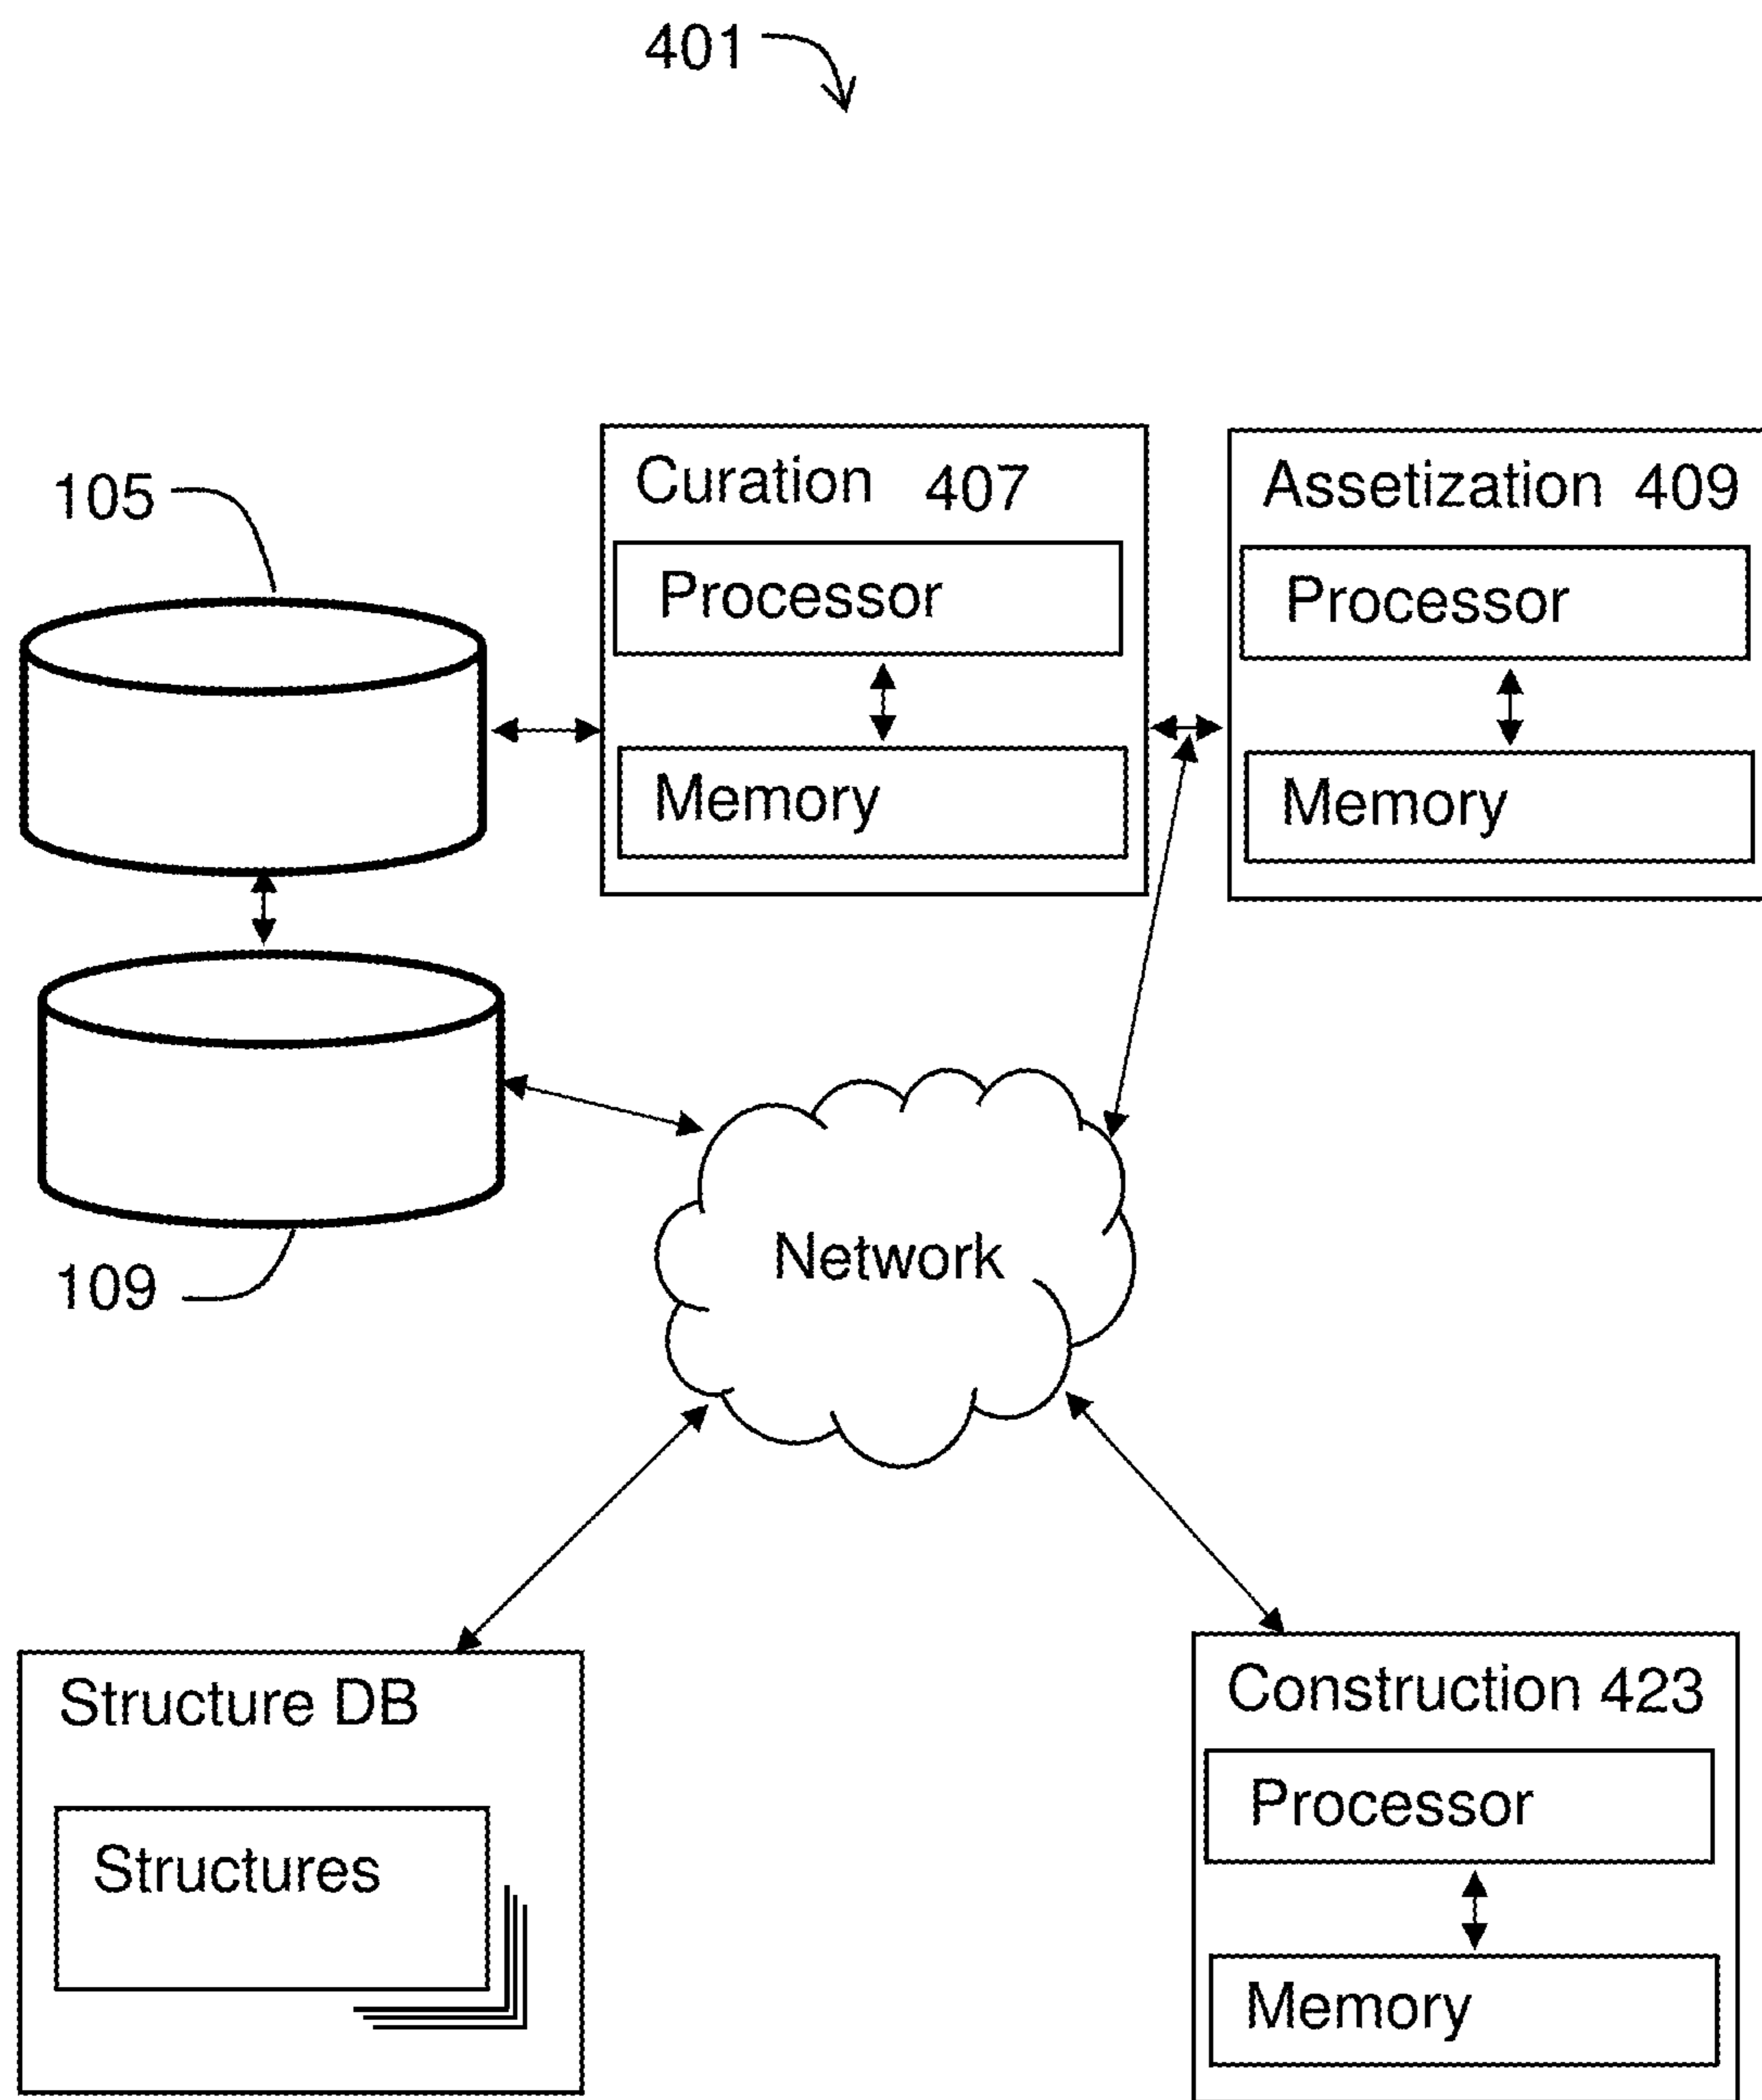 401
105
Curation 407
Processor
Memory
Assetization 409
Processor
Memory
109
Network
Structure DB
Structures
Construction 423
Processor
Memory